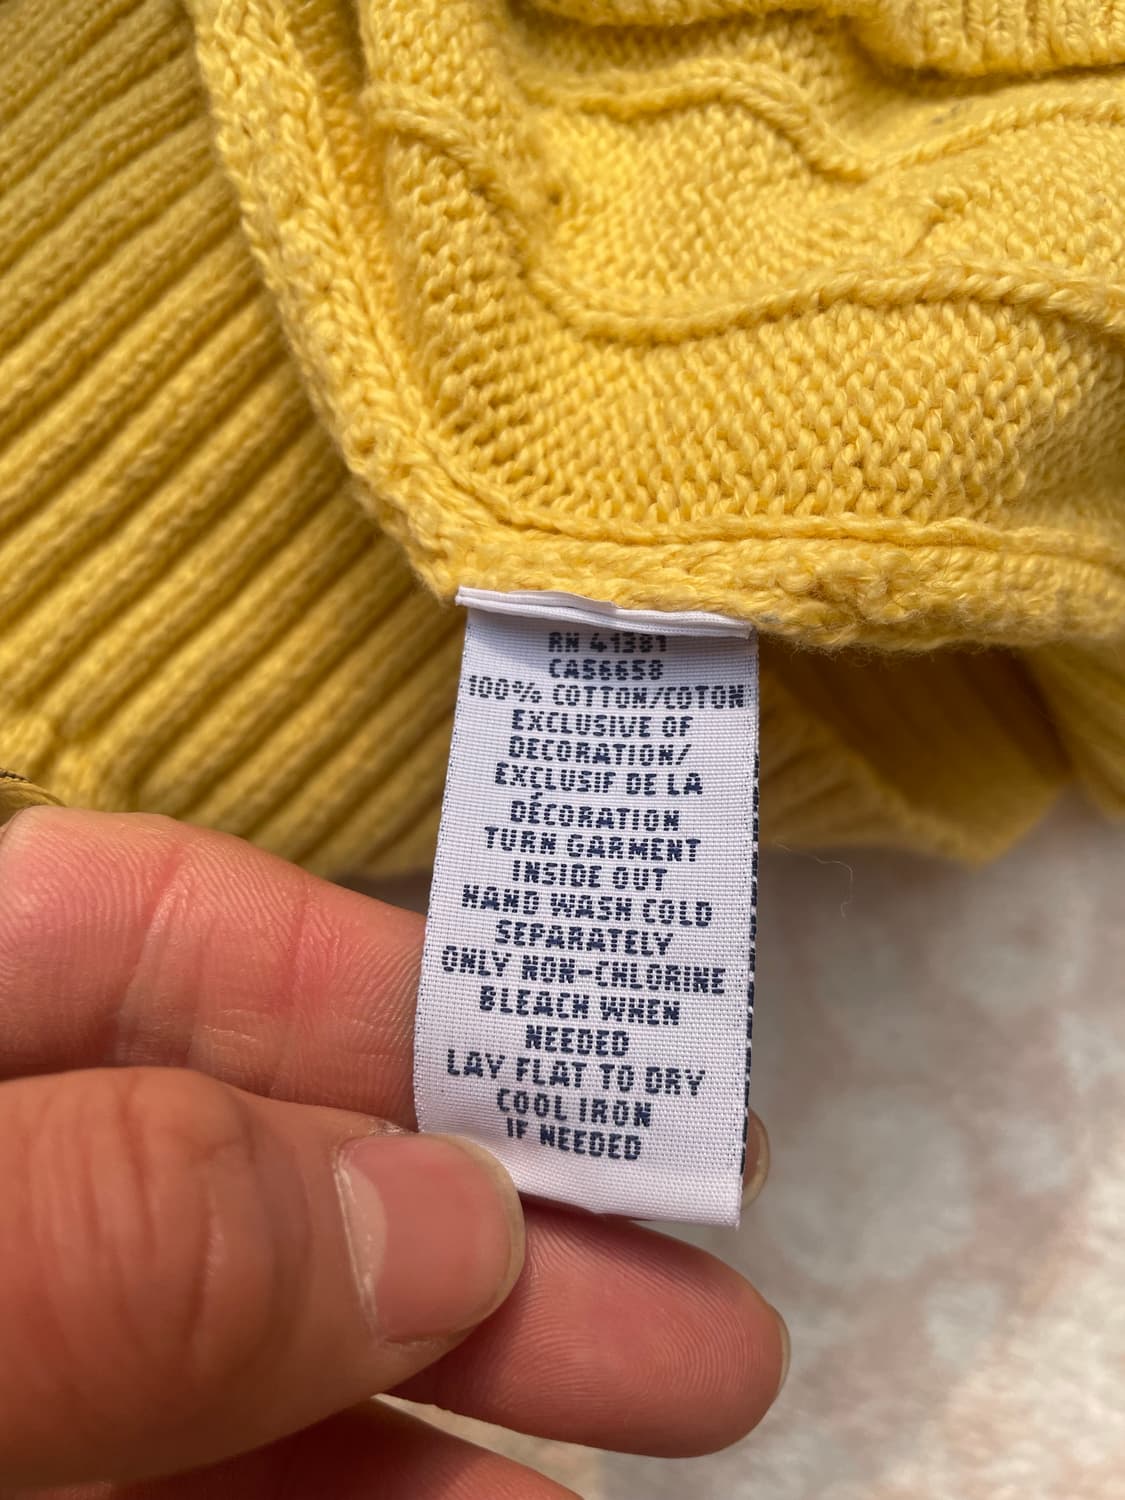 RN 41381
CA56658
100% COTTON/COTON
EXCLUSIVE OF
DECORATION/
EXCLUSIF DE LA
DÉCORATION
TURN GARMENT
INSIDE OUT
HAND WASH COLD
SEPARATELY
ONLY NON-CHLORINE
BLEACH WHEN
NEEDED
LAY FLAT TO DRY
COOL IRON
IF NEEDED